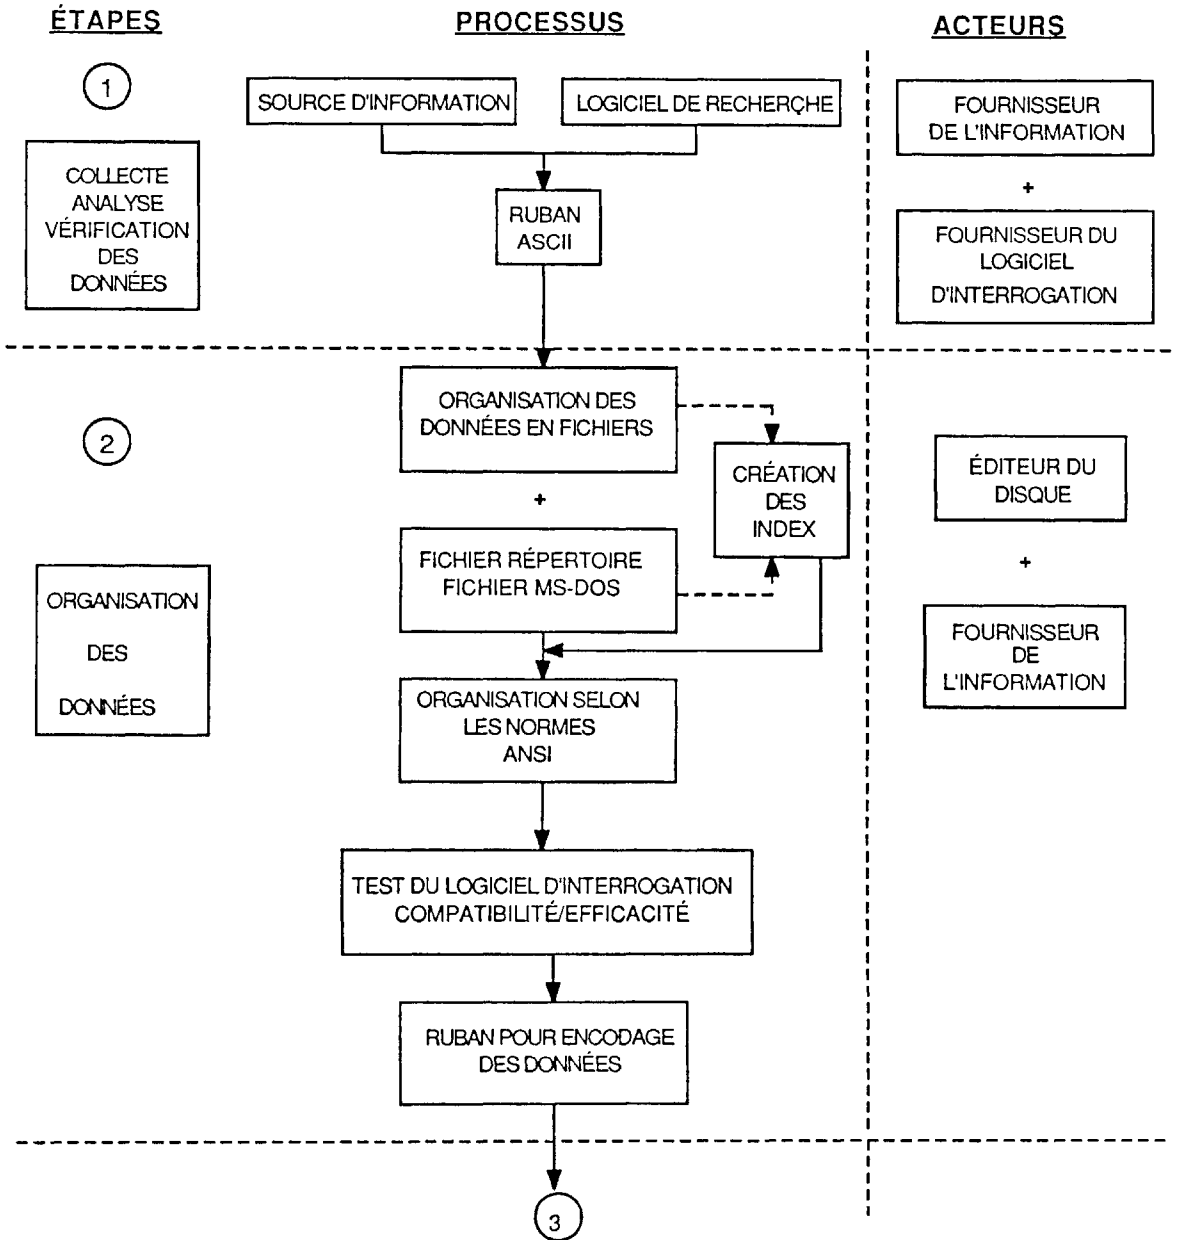 ÉTAPES
PROCESSUS
ACTEURS
1
COLLECTE
ANALYSE
VÉRIFICATION
DES
DONNÉES
SOURCE D'INFORMATION
LOGICIEL DE RECHERCHE
RUBAN
ASCII
FOURNISSEUR
DE L'INFORMATION
+
FOURNISSEUR DU
LOGICIEL
D'INTERROGATION
2
ORGANISATION
DES
DONNÉES
ORGANISATION DES
DONNÉES EN FICHIERS
+
FICHIER RÉPERTOIRE
FICHIER MS-DOS
CRÉATION
DES
INDEX
ORGANISATION SELON
LES NORMES
ANSI
TEST DU LOGICIEL D'INTERROGATION
COMPATIBILITÉ/EFFICACITÉ
RUBAN POUR ENCODAGE
DES DONNÉES
ÉDITEUR DU
DISQUE
+
FOURNISSEUR
DE
L'INFORMATION
3